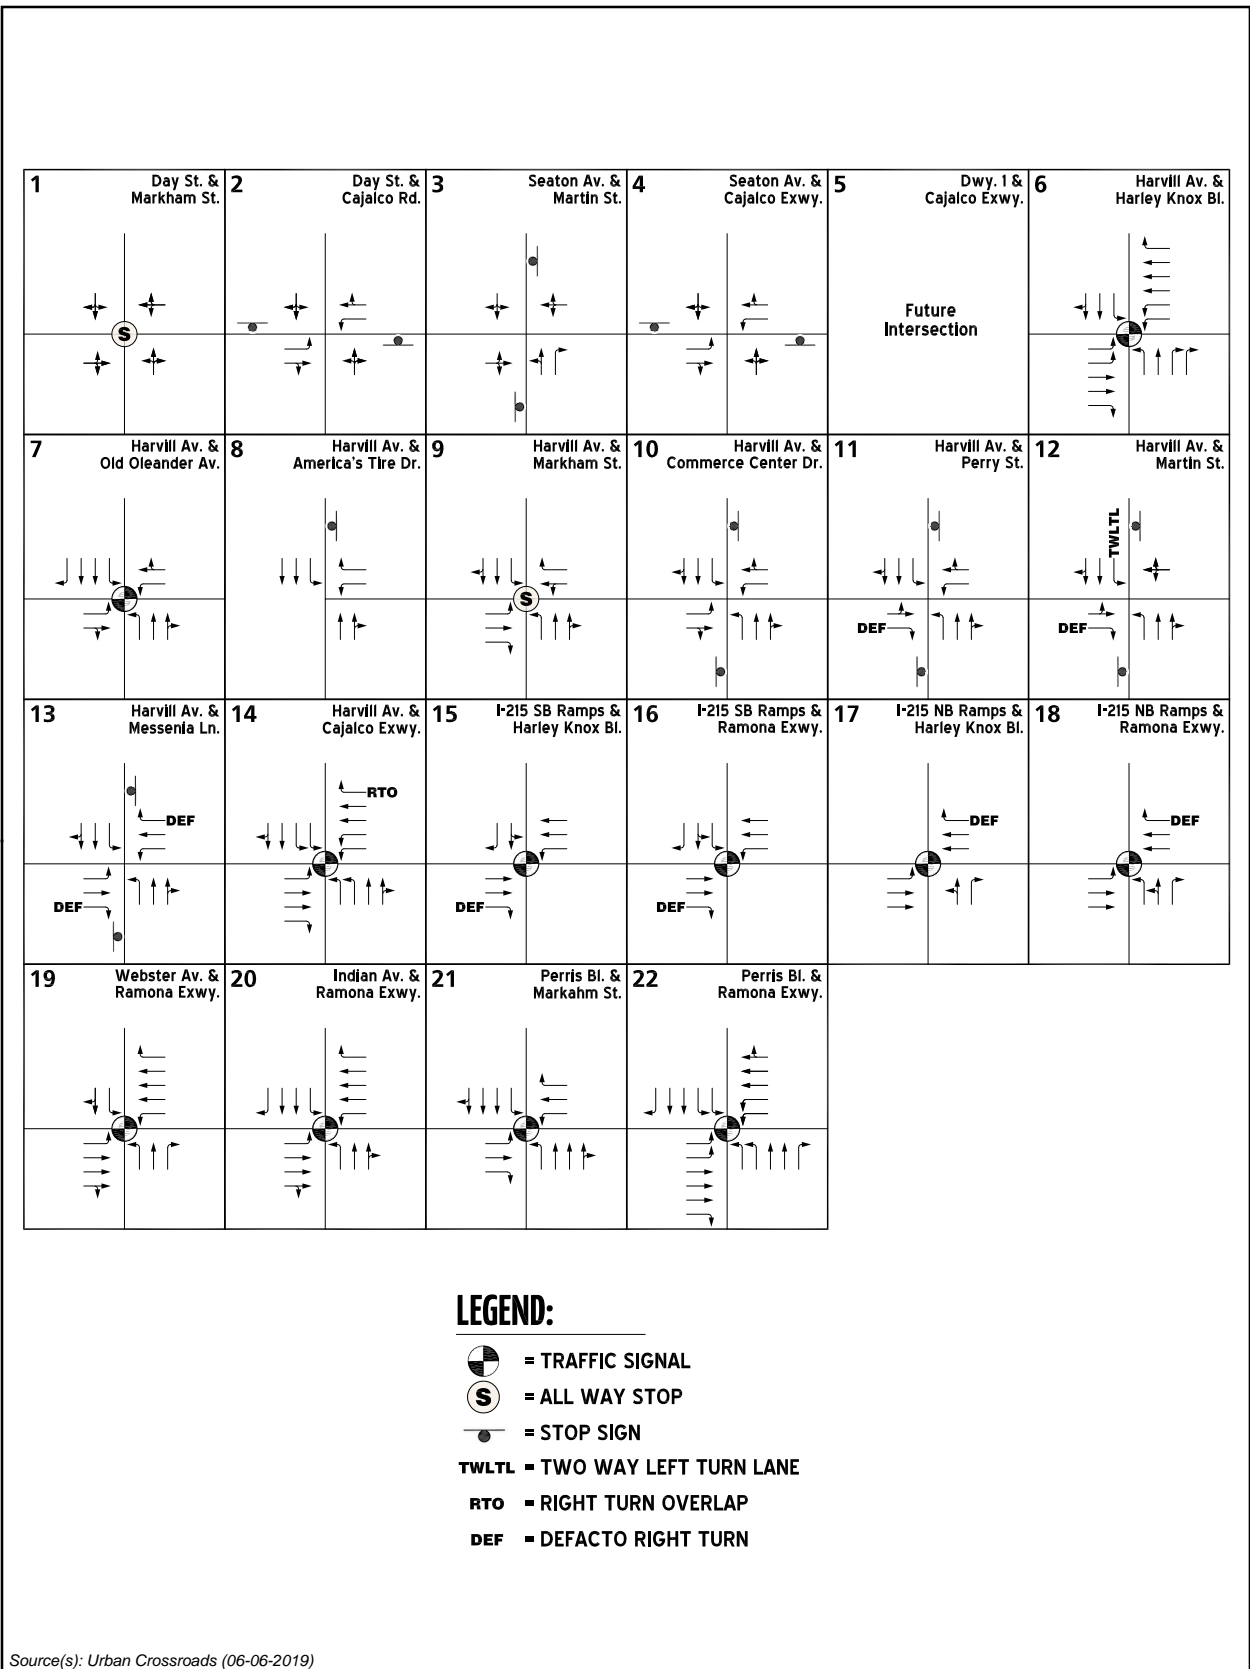 1
Day St. &
Markham St.
S
2
Day St. &
Cajalco Rd.
3
Seaton Av. &
Martin St.
4
Seaton Av. &
Cajalco Exwy.
5
Dwy. 1 &
Cajalco Exwy.
Future
Intersection
6
Harvill Av. &
Harley Knox Bl.
7
Harvill Av. &
Old Oleander Av.
8
Harvill Av. &
America's Tire Dr.
9
Harvill Av. &
Markham St.
S
10
Harvill Av. &
Commerce Center Dr.
11
Harvill Av. &
Perry St.
DEF
12
Harvill Av. &
Martin St.
TWLTL
DEF
13
Harvill Av. &
Messenia Ln.
DEF
DEF
14
Harvill Av. &
Cajalco Exwy.
RTO
15
I-215 SB Ramps &
Harley Knox Bl.
DEF
16
I-215 SB Ramps &
Ramona Exwy.
DEF
17
I-215 NB Ramps &
Harley Knox Bl.
DEF
18
I-215 NB Ramps &
Ramona Exwy.
DEF
19
Webster Av. &
Ramona Exwy.
20
Indian Av. &
Ramona Exwy.
21
Perris Bl. &
Markahm St.
22
Perris Bl. &
Ramona Exwy.
LEGEND:
= TRAFFIC SIGNAL
S = ALL WAY STOP
= STOP SIGN
TWLTL = TWO WAY LEFT TURN LANE
RTO = RIGHT TURN OVERLAP
DEF = DEFACTO RIGHT TURN
Source(s): Urban Crossroads (06-06-2019)